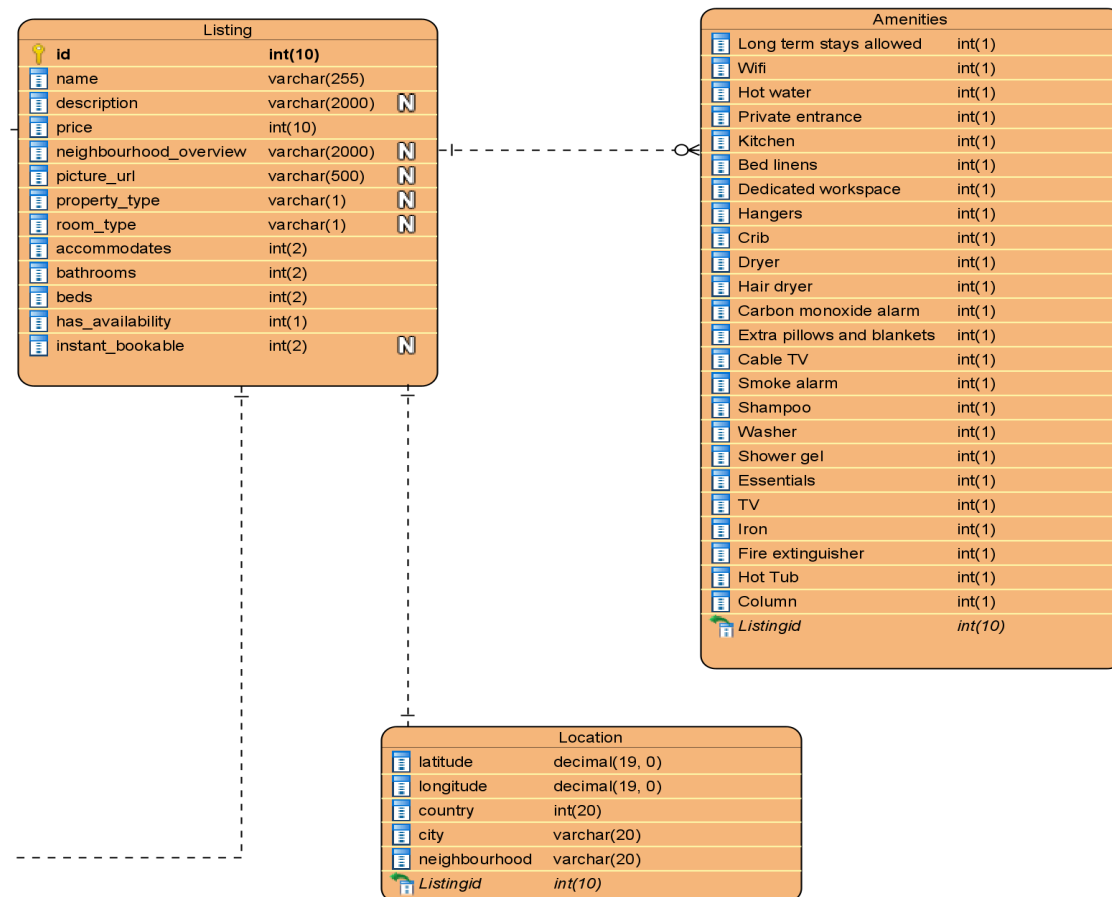 Listing
id int(10)
name varchar(255)
description varchar(2000) N
price int(10)
neighbourhood_overview varchar(2000) N
picture_url varchar(500) N
property_type varchar(1) N
room_type varchar(1) N
accommodates int(2)
bathrooms int(2)
beds int(2)
has_availability int(1)
instant_bookable int(2) N
Amenities
Long term stays allowed int(1)
Wifi int(1)
Hot water int(1)
Private entrance int(1)
Kitchen int(1)
Bed linens int(1)
Dedicated workspace int(1)
Hangers int(1)
Crib int(1)
Dryer int(1)
Hair dryer int(1)
Carbon monoxide alarm int(1)
Extra pillows and blankets int(1)
Cable TV int(1)
Smoke alarm int(1)
Shampoo int(1)
Washer int(1)
Shower gel int(1)
Essentials int(1)
TV int(1)
Iron int(1)
Fire extinguisher int(1)
Hot Tub int(1)
Column int(1)
Listingid int(10)
Location
latitude decimal(19, 0)
longitude decimal(19, 0)
country int(20)
city varchar(20)
neighbourhood varchar(20)
Listingid int(10)